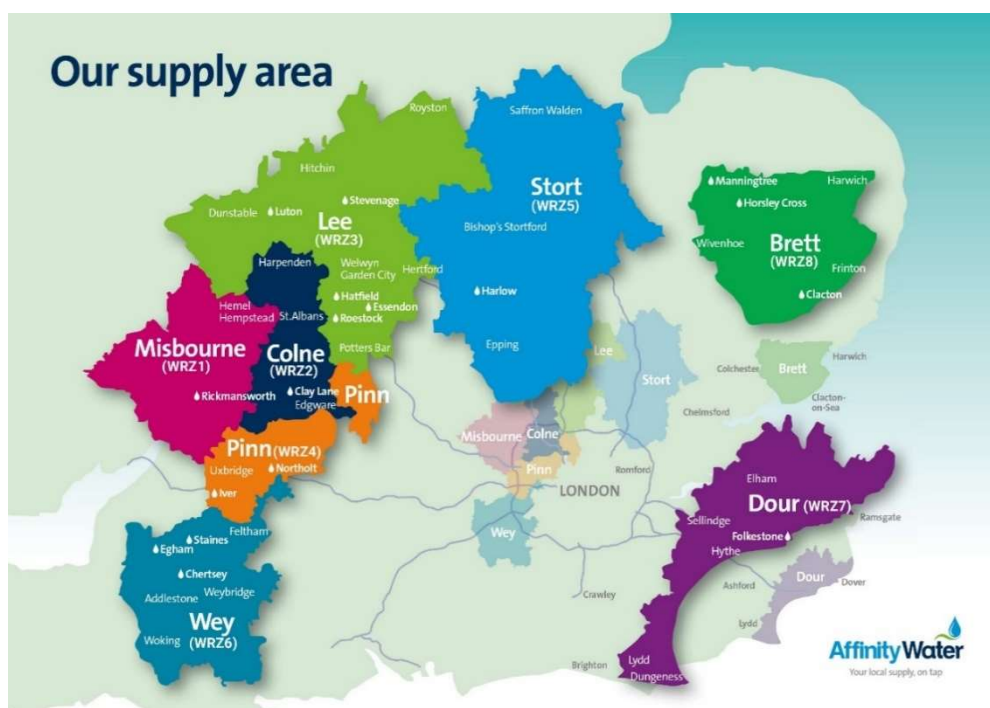 Our supply area
Royston
Saffron Walden
Hitchin
Stevenage
Dunstable
Luton
Lee
(WRZ3)
Stort
(WRZ5)
Bishop's Stortford
Manningtree
Harwich
Horsley Cross
Wivenhoe
Brett
(WRZ8)
Frinton
Clacton
Harpenden
Welwyn
Garden City
Hertford
Hatfield
Essendon
Roestock
Potters Bar
Harlow
Epping
Hemel
Hempstead
St.Albans
Misbourne
(WRZ1)
Colne
(WRZ2)
Rickmansworth
Clay Lane
Edgware
Pinn
Pinn (WRZ4)
Uxbridge
Northolt
Iver
Lee
Stort
Misbourne
Colne
Pinn
Wey
LONDON
Romford
Chelmsford
Colchester
Brett
Harwich
Clacton-
on-Sea
Feltham
Staines
Egham
Chertsey
Addlestone
Weybridge
Woking
Wey
(WRZ6)
Elham
Dour (WRZ7)
Sellindge
Folkestone
Hythe
Ramsgate
Ashford
Dour
Dover
Lydd
Crawley
Brighton
Lydd
Dungeness
AffinityWater
Your local supply, on tap